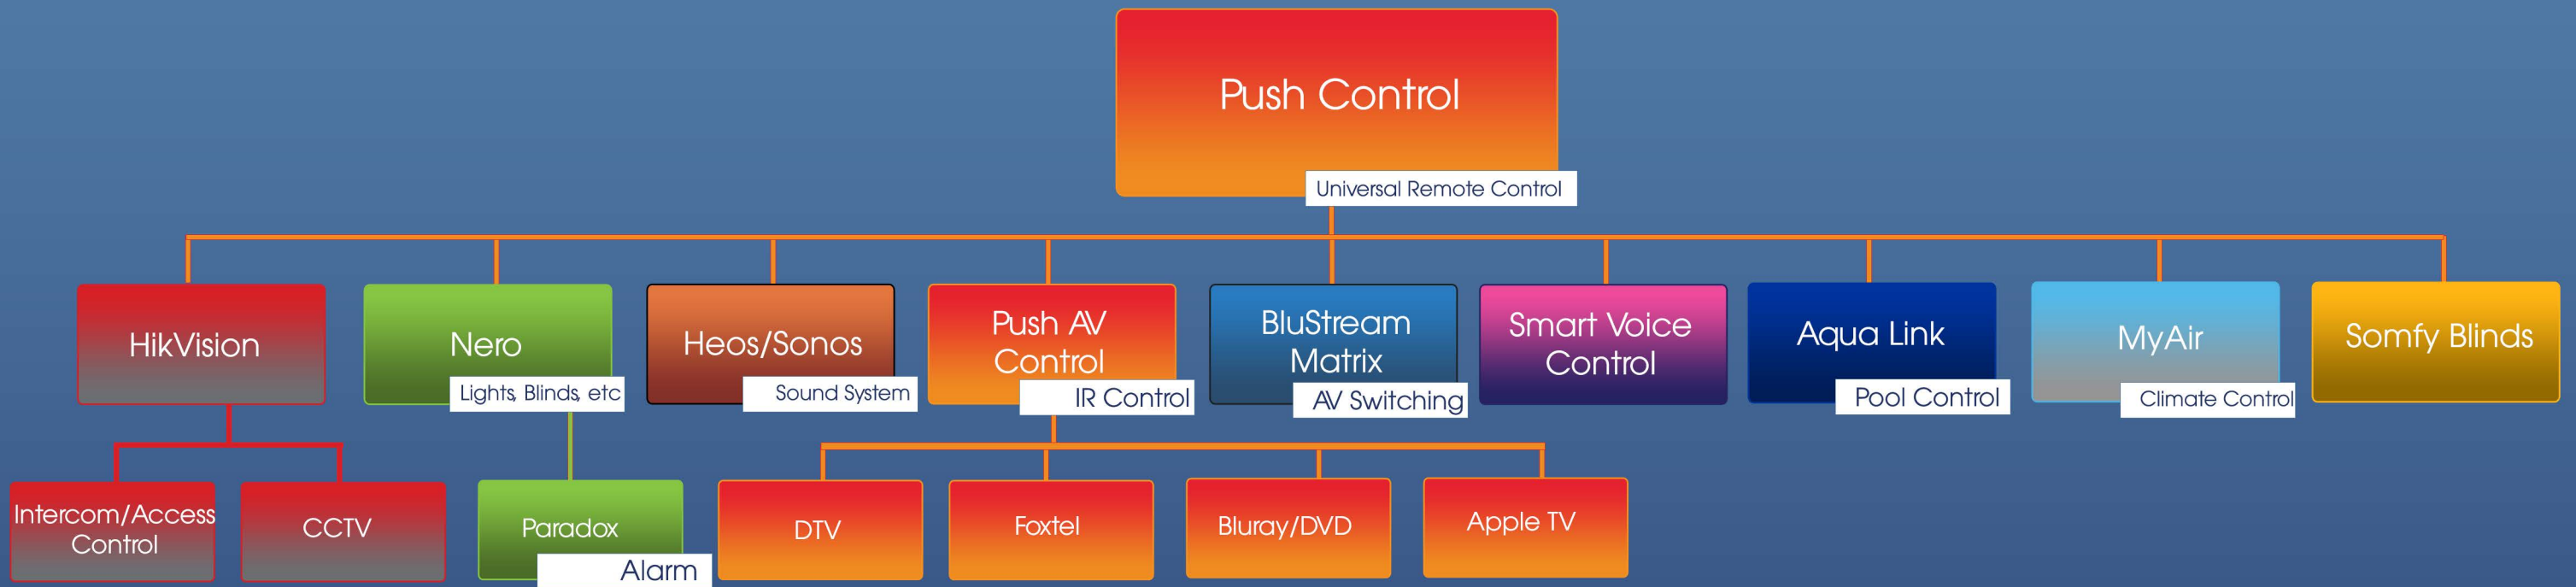 Push Control
Universal Remote Control
HikVision
Nero
Lights, Blinds, etc
Heos/Sonos
Sound System
Push AV
Control
IR Control
BluStream
Matrix
AV Switching
Smart Voice
Control
Aqua Link
Pool Control
MyAir
Climate Control
Somfy Blinds
Intercom/Access
Control
CCTV
Paradox
Alarm
DTV
Foxtel
Bluray/DVD
Apple TV